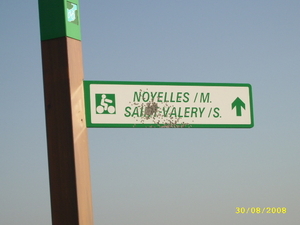 NOYELLES /M.
SAINT VALERY /S.
30/08/2008